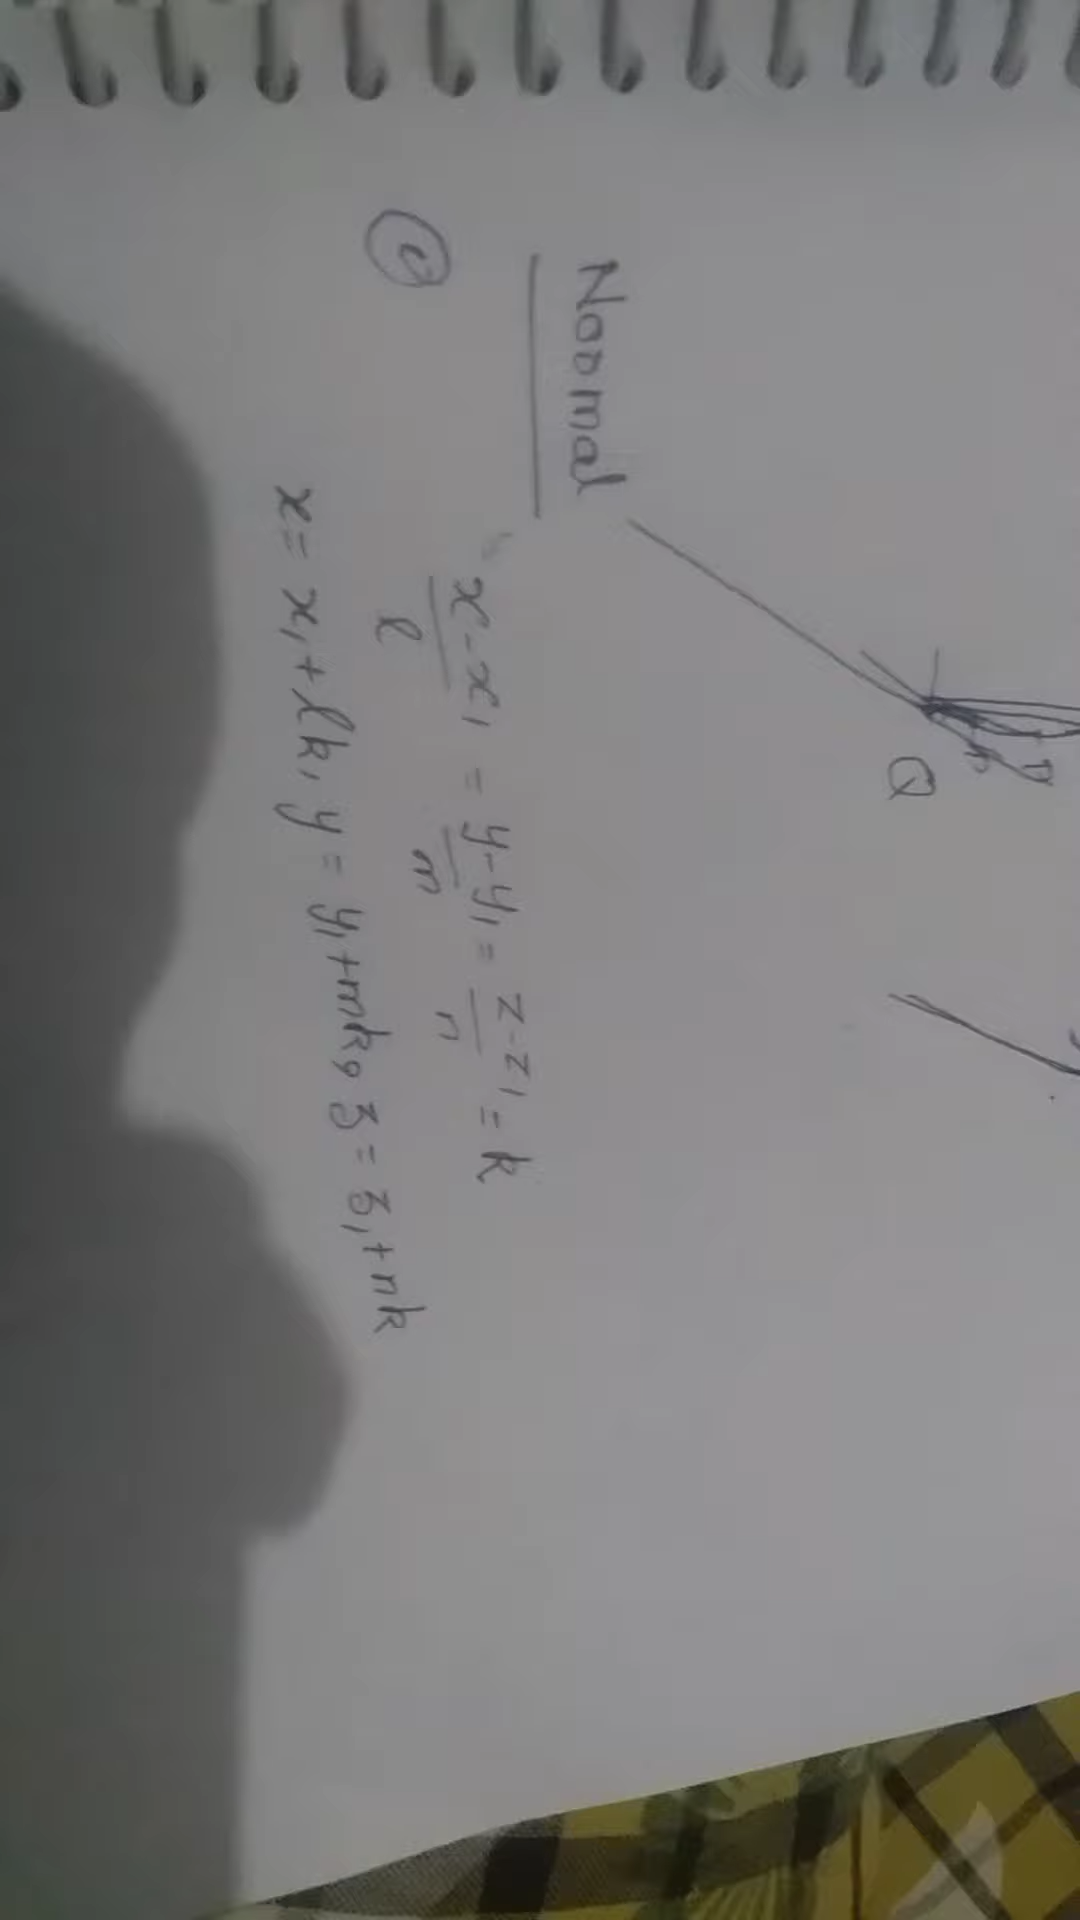 Q
Normal
c
x-x₁/l = y-y₁/m = z-z₁/n = k
x = x₁+lk, y = y₁+mk, z = z₁+nk